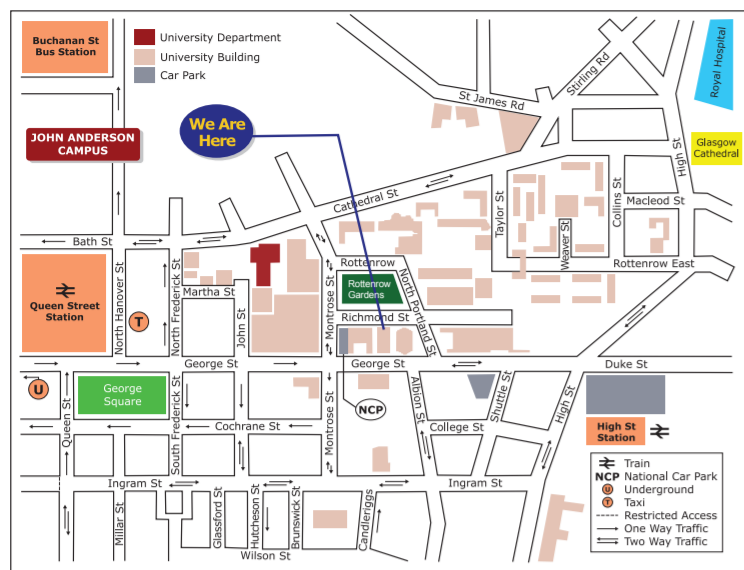 Buchanan St
Bus Station
University Department
University Building
Car Park
Royal Hospital
Stirling Rd
St James Rd
We Are
Here
JOHN ANDERSON
CAMPUS
Glasgow
Cathedral
High St
Cathedral St
Taylor St
Collins St
Macleod St
Weaver St
Bath St
Rottenrow
Rottenrow East
Queen Street
Station
North Hanover St
T
North Frederick St
Martha St
John St
Montrose St
Rottenrow
Gardens
North Portland St
Richmond St
George St
George St
Duke St
U
George
Square
Queen St
South Frederick St
Cochrane St
Montrose St
NCP
Albion St
College St
Shuttle St
High St
High St
Station
Ingram St
Ingram St
Millar St
Glassford St
Hutcheson St
Brunswick St
Candleriggs
Wilson St
Train
NCP National Car Park
U Underground
T Taxi
Restricted Access
One Way Traffic
Two Way Traffic